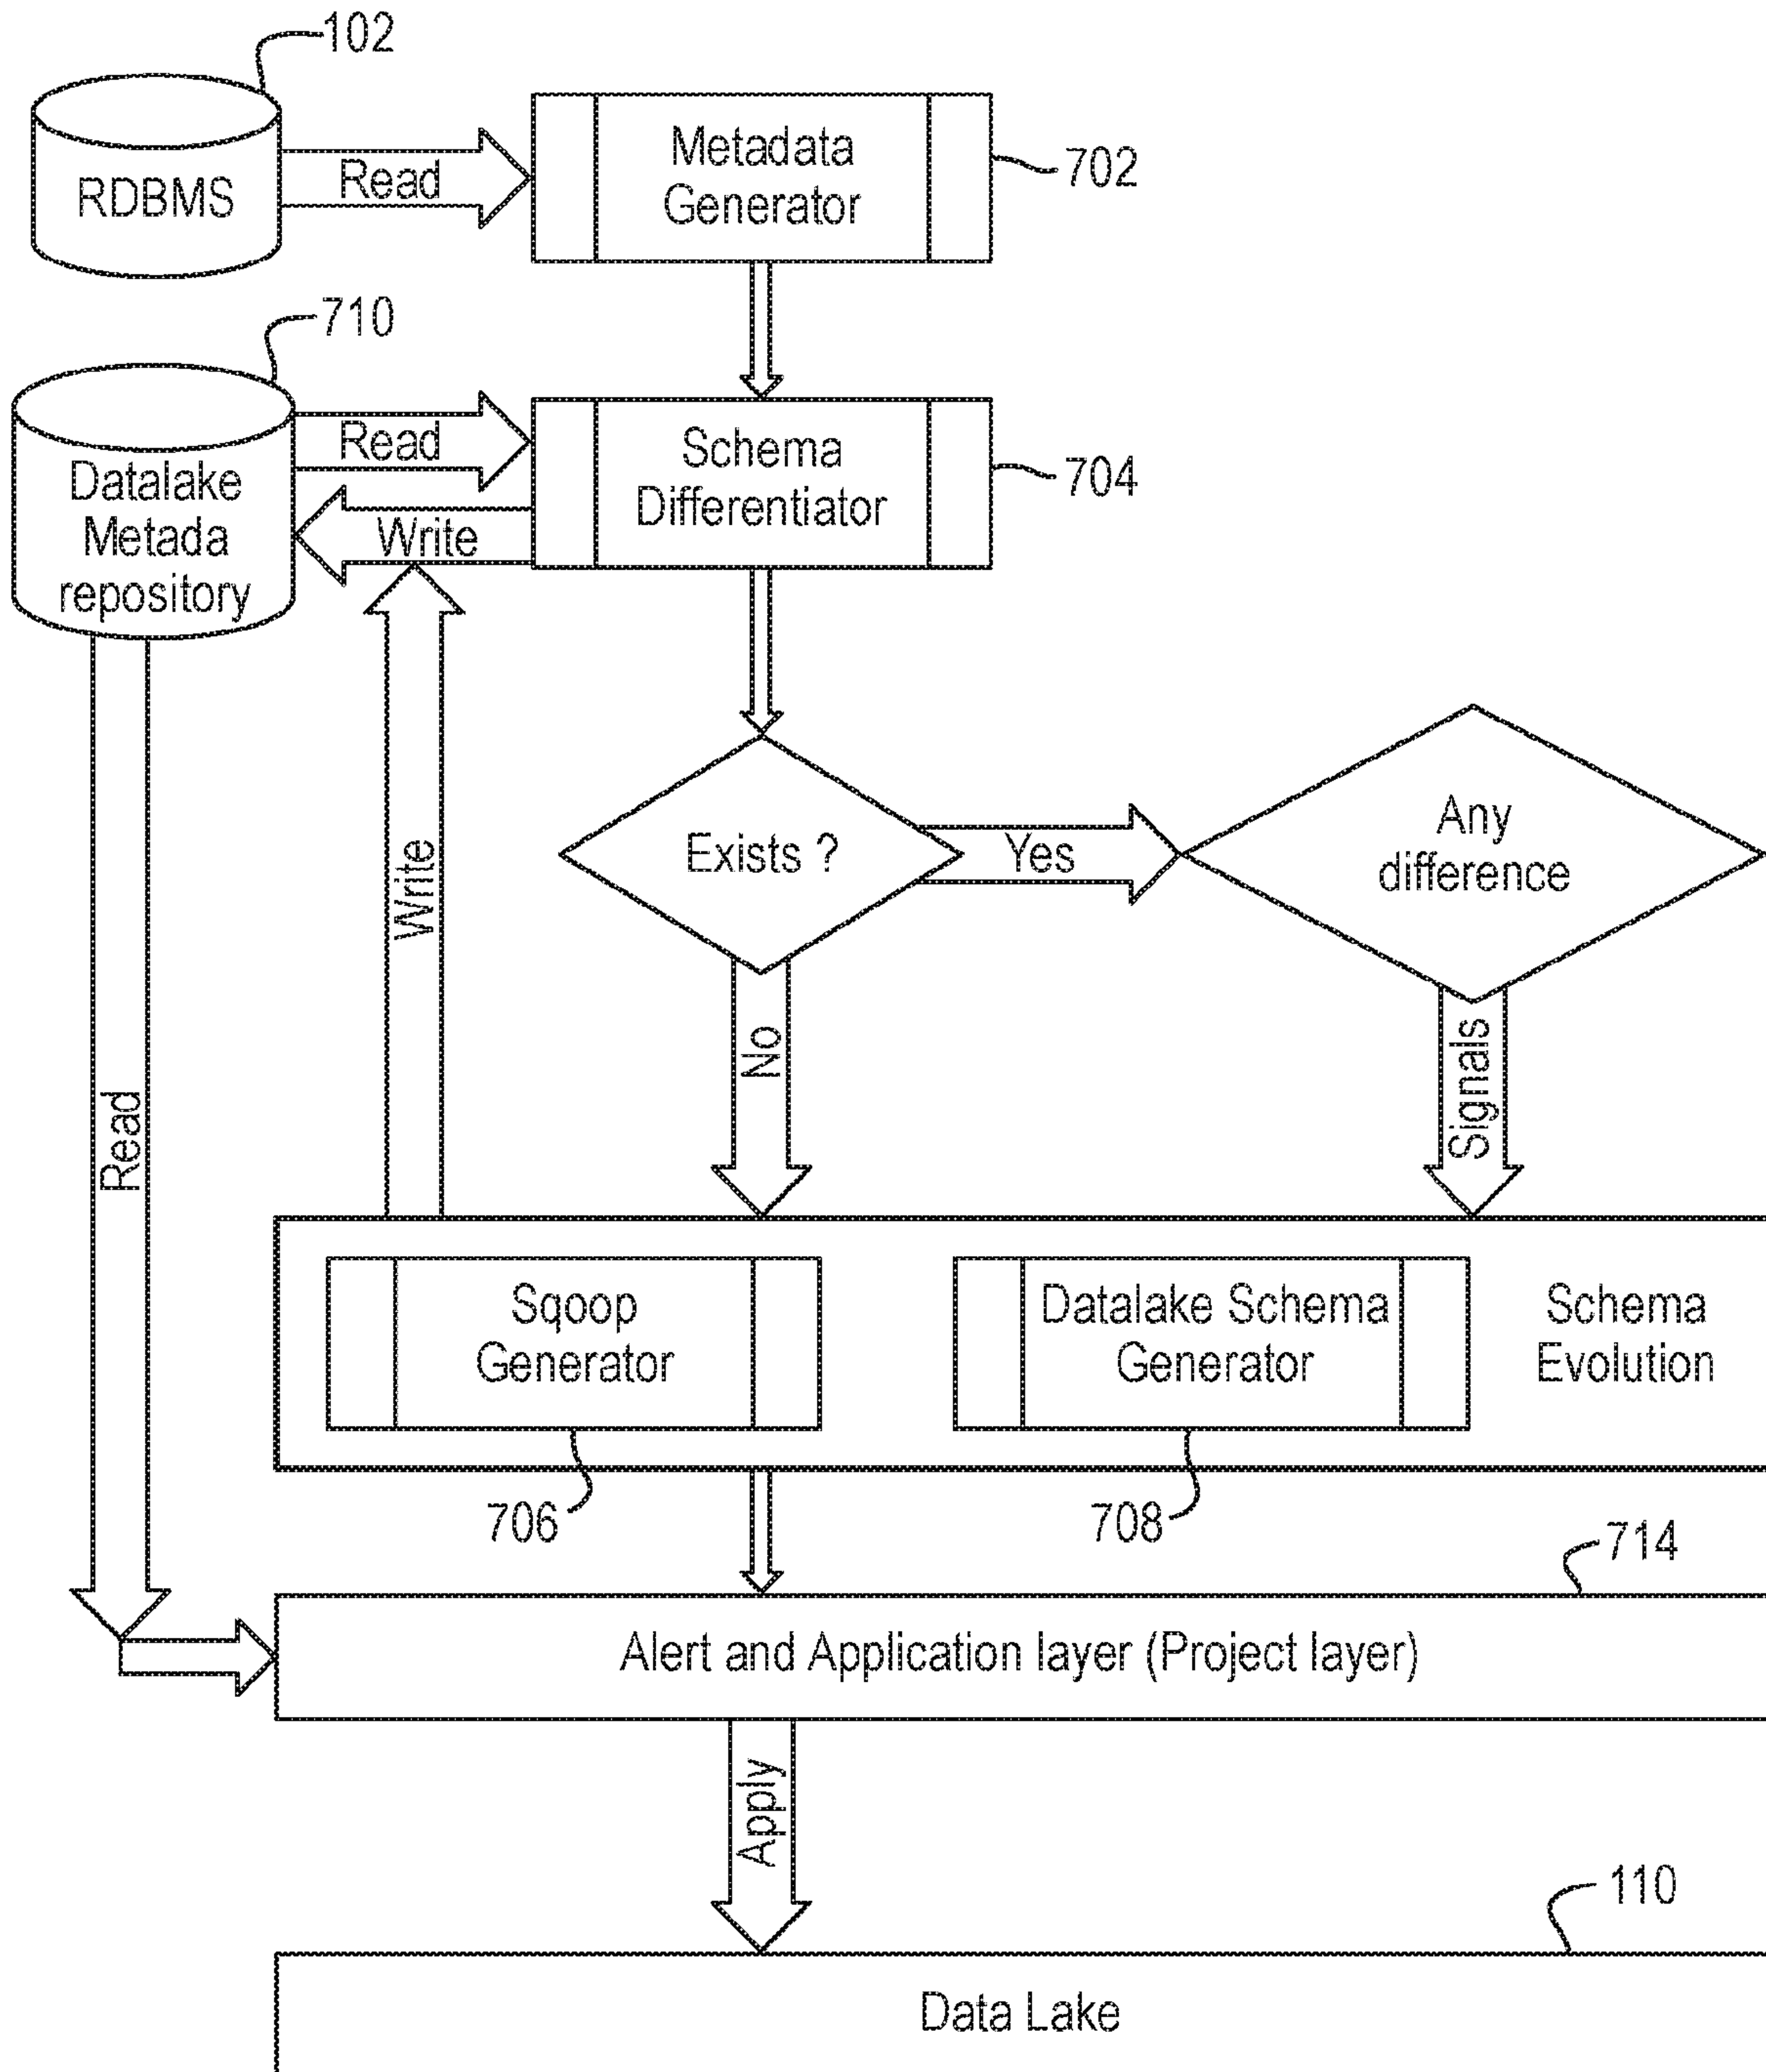 102
RDBMS
Read
Metadata
Generator
702
710
Datalake
Metada
repository
Read
Write
Schema
Differentiator
704
Exists ?
Yes
Any
difference
Write
No
Signals
Read
Sqoop
Generator
Datalake Schema
Generator
Schema
Evolution
706
708
714
Alert and Application layer (Project layer)
Apply
110
Data Lake